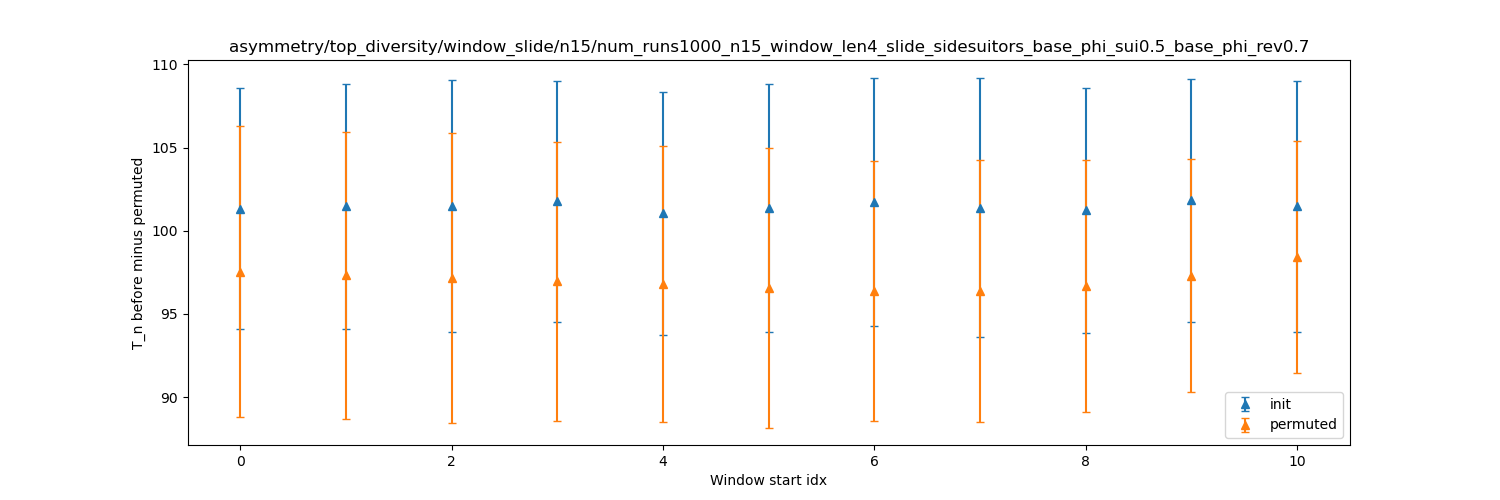 asymmetry/top_diversity/window_slide/n15/num_runs1000_n15_window_len4_slide_sidesuitors_base_phi_sui0.5_base_phi_rev0.7
T_n before minus permuted
110
105
100
95
90
init
permuted
0 2 4 6 8 10
Window start idx